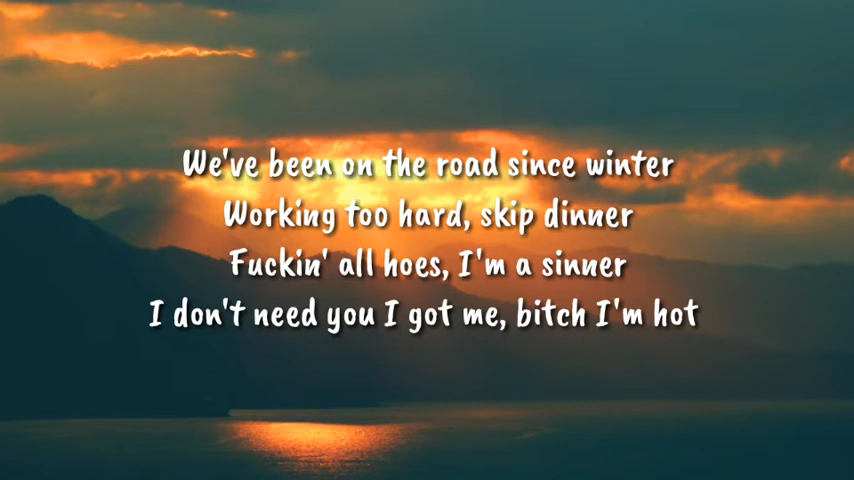 We've been on the road since winter
Working too hard, skip dinner
Fuckin' all hoes, I'm a sinner
I don't need you I got me, bitch I'm hot